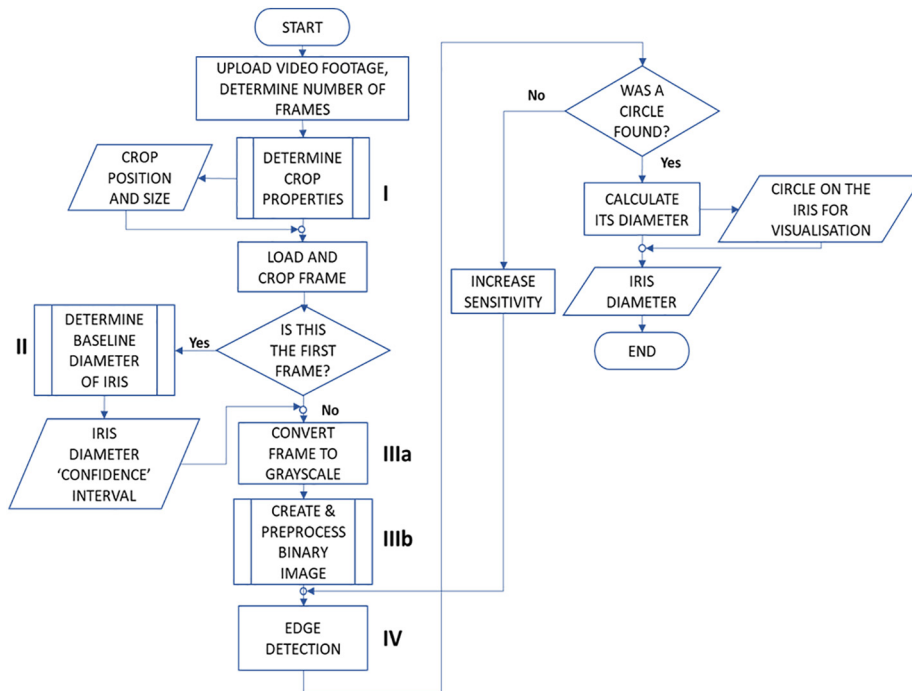 START
UPLOAD VIDEO FOOTAGE,
DETERMINE NUMBER OF
FRAMES
CROP
POSITION
AND SIZE
DETERMINE
CROP
PROPERTIES
I
LOAD AND
CROP FRAME
II
DETERMINE
BASELINE
DIAMETER
OF IRIS
Yes
IS THIS
THE FIRST
FRAME?
No
IRIS
DIAMETER
‘CONFIDENCE’
INTERVAL
CONVERT
FRAME TO
GRAYSCALE
IIIa
CREATE &
PREPROCESS
BINARY
IMAGE
IIIb
EDGE
DETECTION
IV
No
WAS A
CIRCLE
FOUND?
Yes
CALCULATE
ITS DIAMETER
CIRCLE ON THE
IRIS FOR
VISUALISATION
INCREASE
SENSITIVITY
IRIS
DIAMETER
END